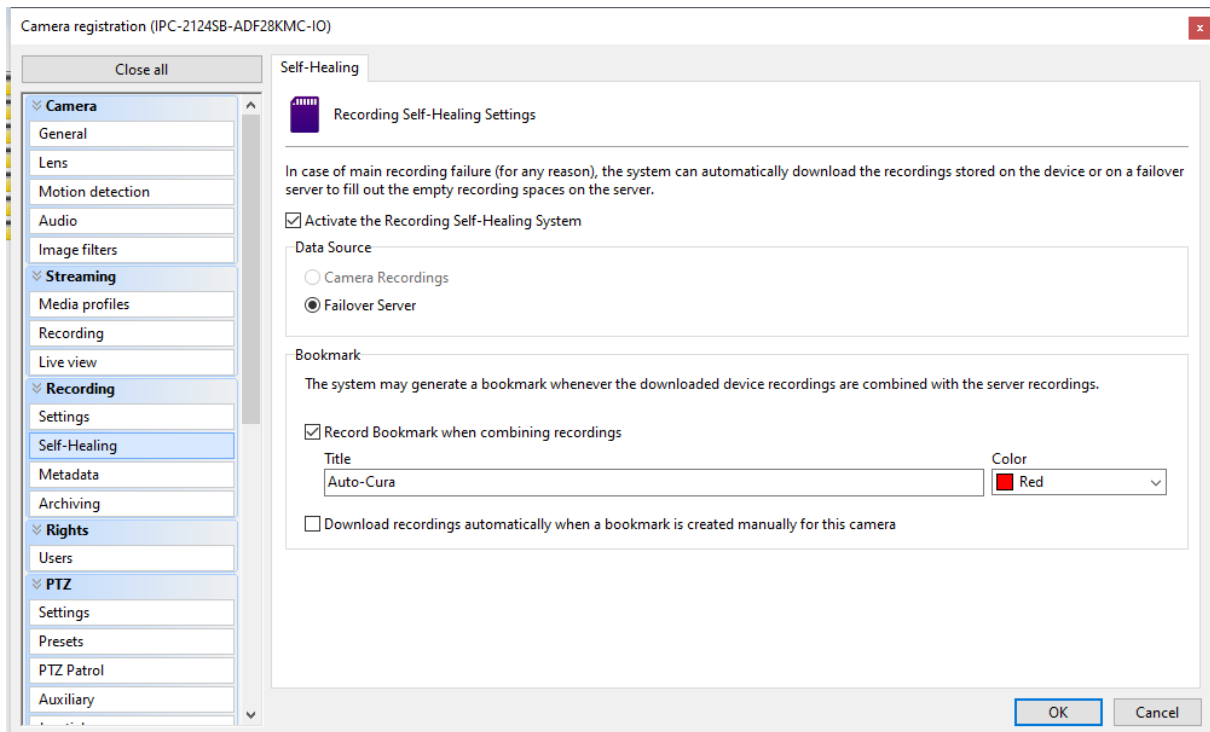 Camera registration (IPC-2124SB-ADF28KMC-IO)
x
Close all
Camera
General
Lens
Motion detection
Audio
Image filters
Streaming
Media profiles
Recording
Live view
Recording
Settings
Self-Healing
Metadata
Archiving
Rights
Users
PTZ
Settings
Presets
PTZ Patrol
Auxiliary
Self-Healing
Recording Self-Healing Settings
In case of main recording failure (for any reason), the system can automatically download the recordings stored on the device or on a failover
server to fill out the empty recording spaces on the server.
Activate the Recording Self-Healing System
Data Source
Camera Recordings
Failover Server
Bookmark
The system may generate a bookmark whenever the downloaded device recordings are combined with the server recordings.
Record Bookmark when combining recordings
Title Color
Auto-Cura Red
Download recordings automatically when a bookmark is created manually for this camera
OK Cancel